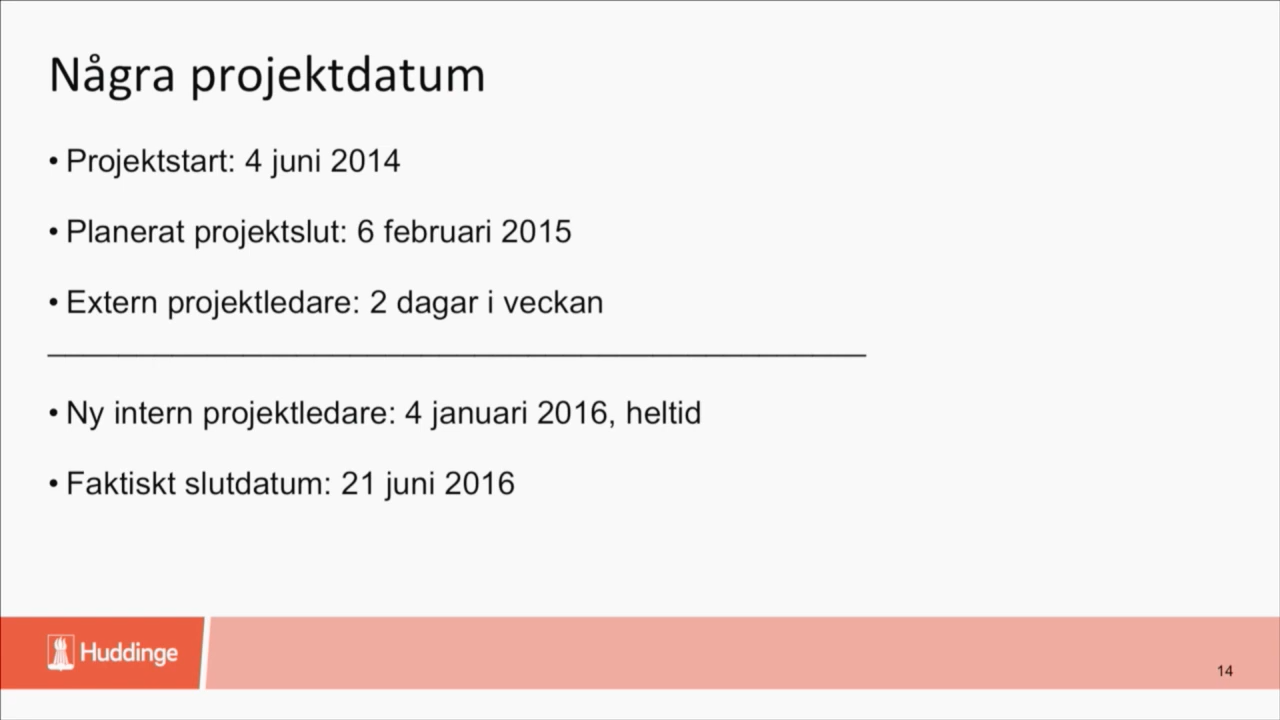 Några projektdatum
• Projektstart: 4 juni 2014
• Planerat projektslut: 6 februari 2015
• Extern projektledare: 2 dagar i veckan
• Ny intern projektledare: 4 januari 2016, heltid
• Faktiskt slutdatum: 21 juni 2016
Huddinge
14